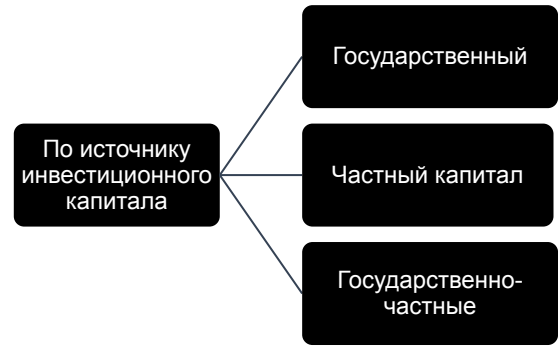 По источнику
инвестиционного
капитала
Государственный
Частный капитал
Государственно-
частные